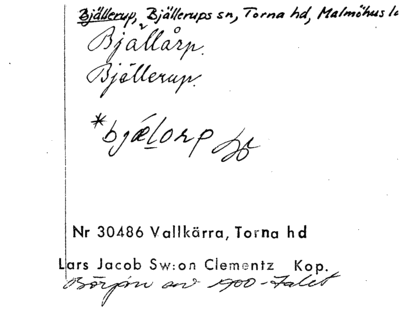 Bjällerup, Bjällerups sn, Torna hd, Malmöhus l
Bjällårp.
Bjällerup.
*bjælorp
Nr 30486 Vallkärra, Torna hd
Lars Jacob Sw:on Clementz Kop.
Början av 1900-talet